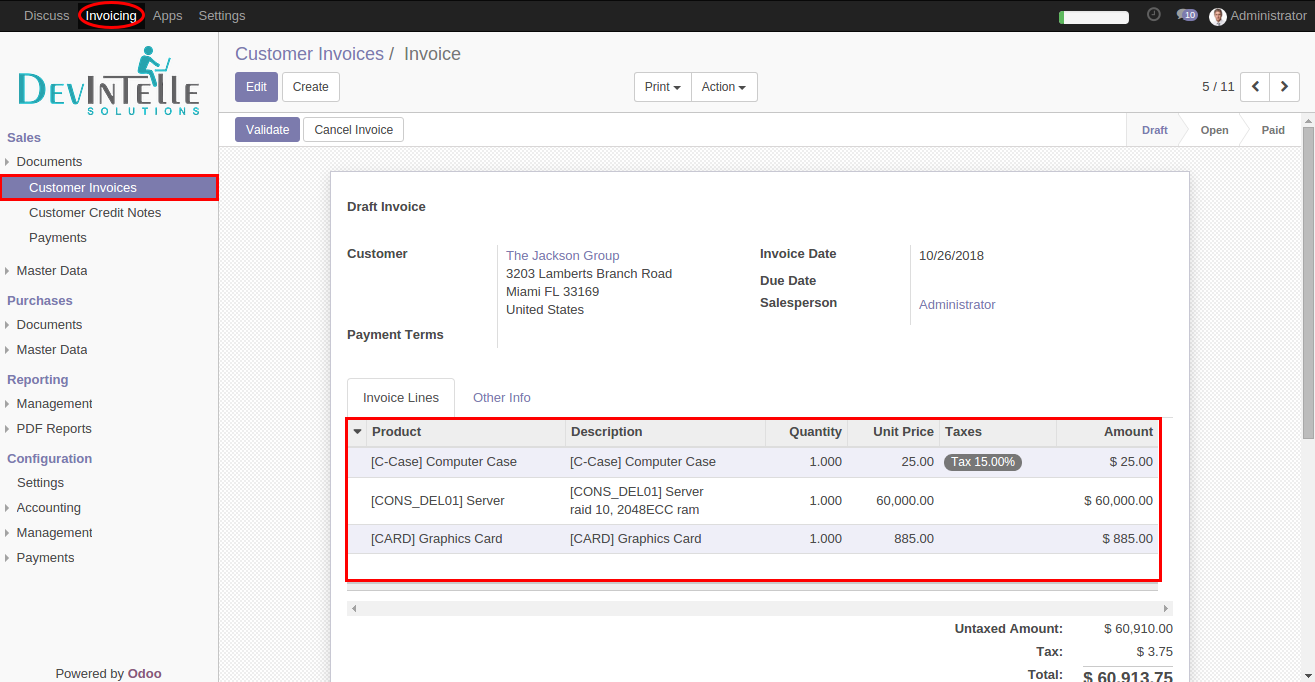 Discuss Invoicing Apps Settings 10 Administrator
DEVINTELLE
SOLUTIONS
Sales
Documents
Customer Invoices
Customer Credit Notes
Payments
Master Data
Purchases
Documents
Master Data
Reporting
Management
PDF Reports
Configuration
Settings
Accounting
Management
Payments
Powered by Odoo
Customer Invoices / Invoice
Edit Create Print Action 5 / 11
Validate Cancel Invoice Draft Open Paid
Draft Invoice
Customer
The Jackson Group
3203 Lamberts Branch Road
Miami FL 33169
United States
Payment Terms
Invoice Date 10/26/2018
Due Date
Salesperson Administrator
Invoice Lines Other Info
Product Description Quantity Unit Price Taxes Amount
[C-Case] Computer Case [C-Case] Computer Case 1.000 25.00 Tax 15.00% $ 25.00
[CONS_DEL01] Server [CONS_DEL01] Server 1.000 60,000.00 $ 60,000.00
raid 10, 2048ECC ram
[CARD] Graphics Card [CARD] Graphics Card 1.000 885.00 $ 885.00
Untaxed Amount: $ 60,910.00
Tax: $ 3.75
Total: $ 60,913.75